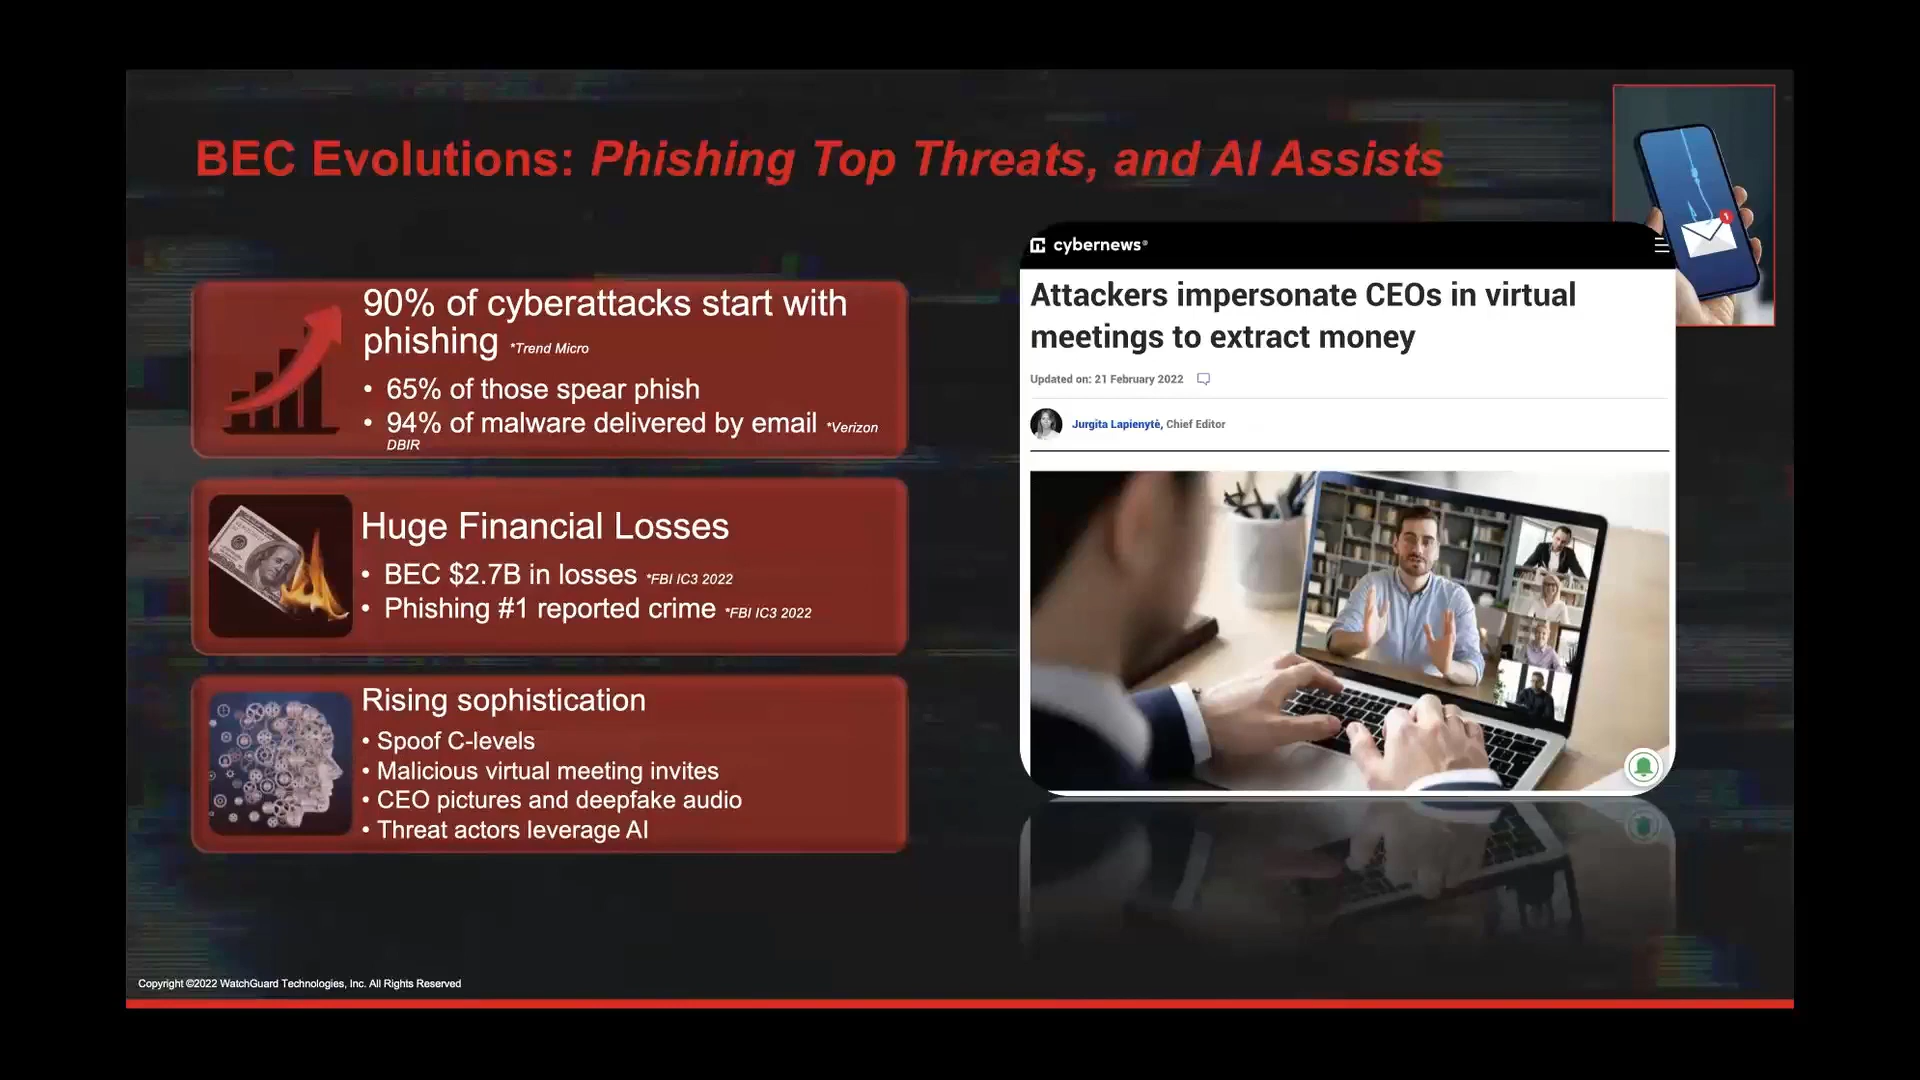 BEC Evolutions: Phishing Top Threats, and AI Assists
90% of cyberattacks start with
phishing *Trend Micro
• 65% of those spear phish
• 94% of malware delivered by email *Verizon
DBIR
Huge Financial Losses
• BEC $2.7B in losses *FBI IC3 2022
• Phishing #1 reported crime *FBI IC3 2022
Rising sophistication
• Spoof C-levels
• Malicious virtual meeting invites
• CEO pictures and deepfake audio
• Threat actors leverage AI
cybernews®
Attackers impersonate CEOs in virtual
meetings to extract money
Updated on: 21 February 2022
Jurgita Lapienytė, Chief Editor
1
Copyright ©2022 WatchGuard Technologies, Inc. All Rights Reserved